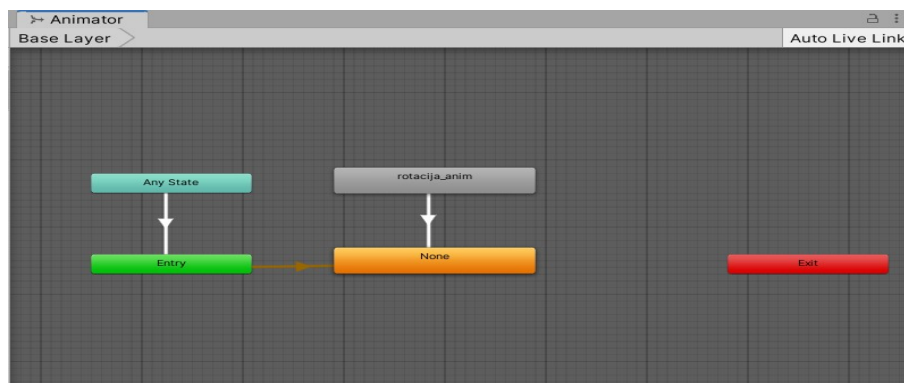 Animator
Base Layer
Auto Live Link
Any State
rotacija_anim
Entry
None
Exit